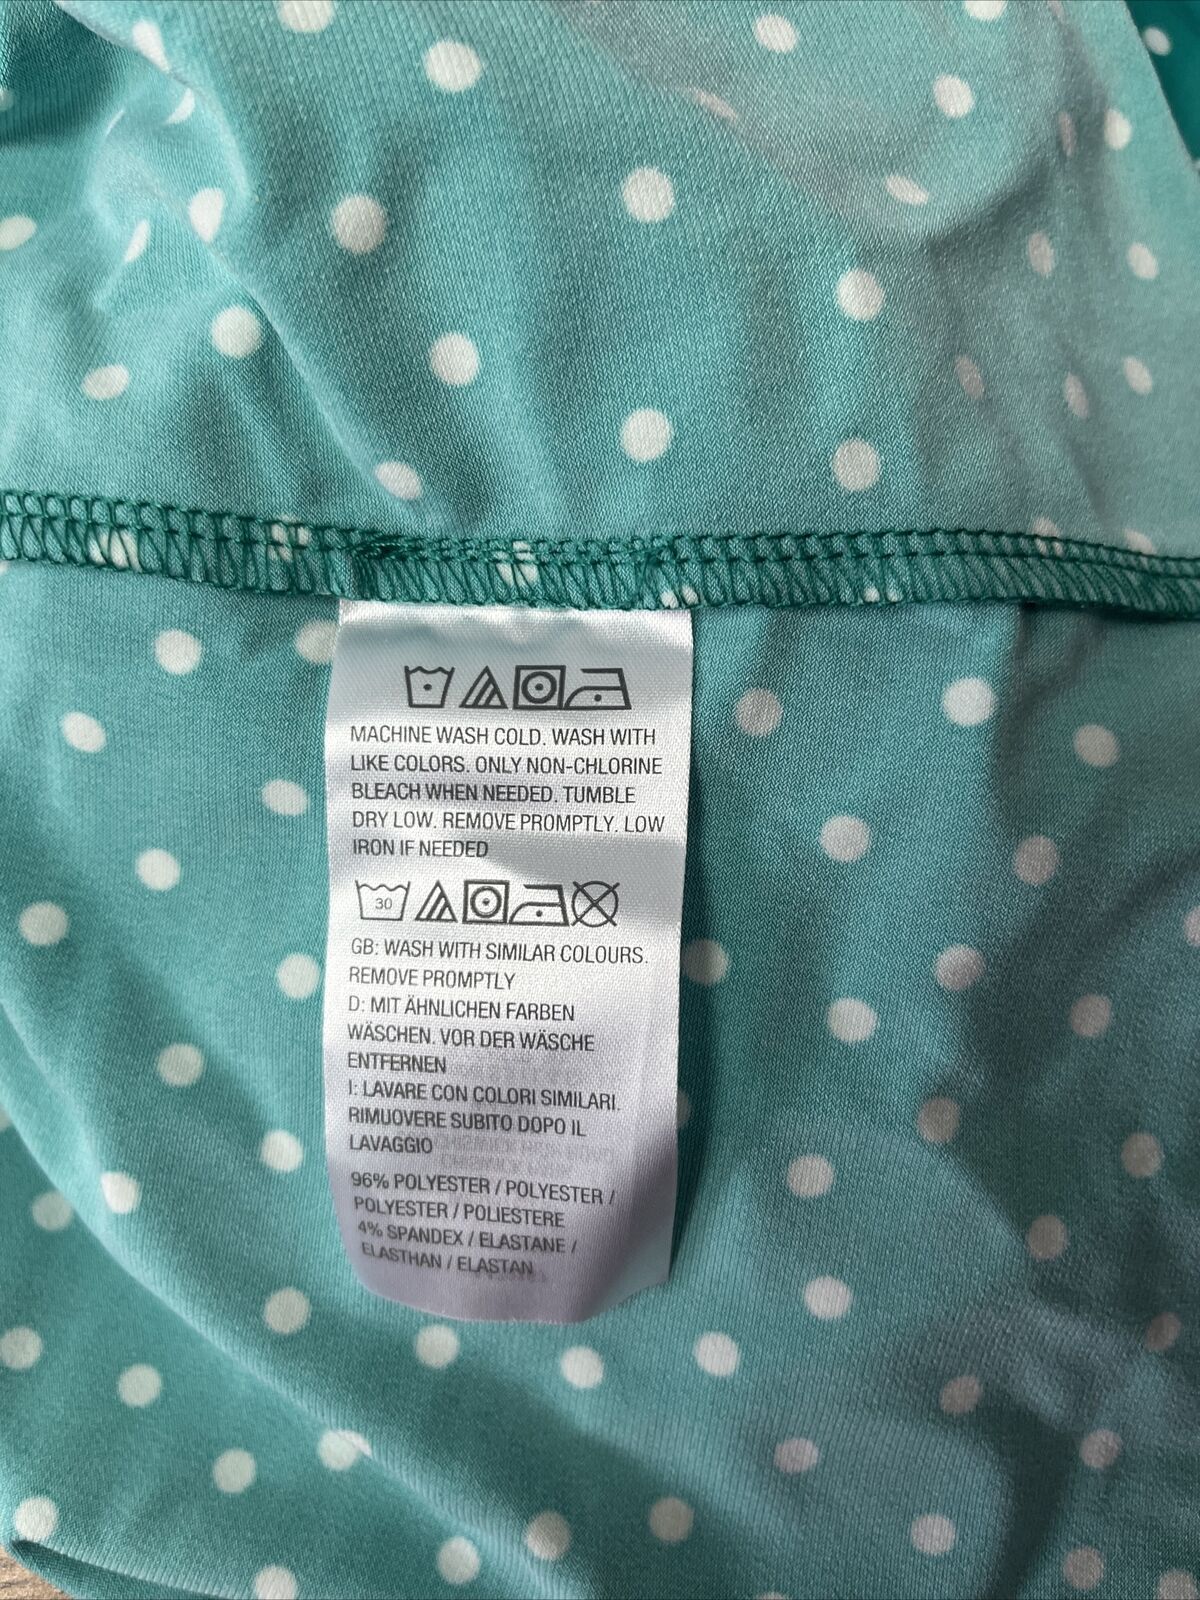 MACHINE WASH COLD. WASH WITH
LIKE COLORS. ONLY NON-CHLORINE
BLEACH WHEN NEEDED. TUMBLE
DRY LOW. REMOVE PROMPTLY. LOW
IRON IF NEEDED
30
GB: WASH WITH SIMILAR COLOURS.
REMOVE PROMPTLY
D: MIT ÄHNLICHEN FARBEN
WÄSCHEN. VOR DER WÄSCHE
ENTFERNEN
I: LAVARE CON COLORI SIMILARI.
RIMUOVERE SUBITO DOPO IL
LAVAGGIO
96% POLYESTER / POLYESTER /
POLYESTER / POLIESTERE
4% SPANDEX / ELASTANE /
ELASTHAN / ELASTAN